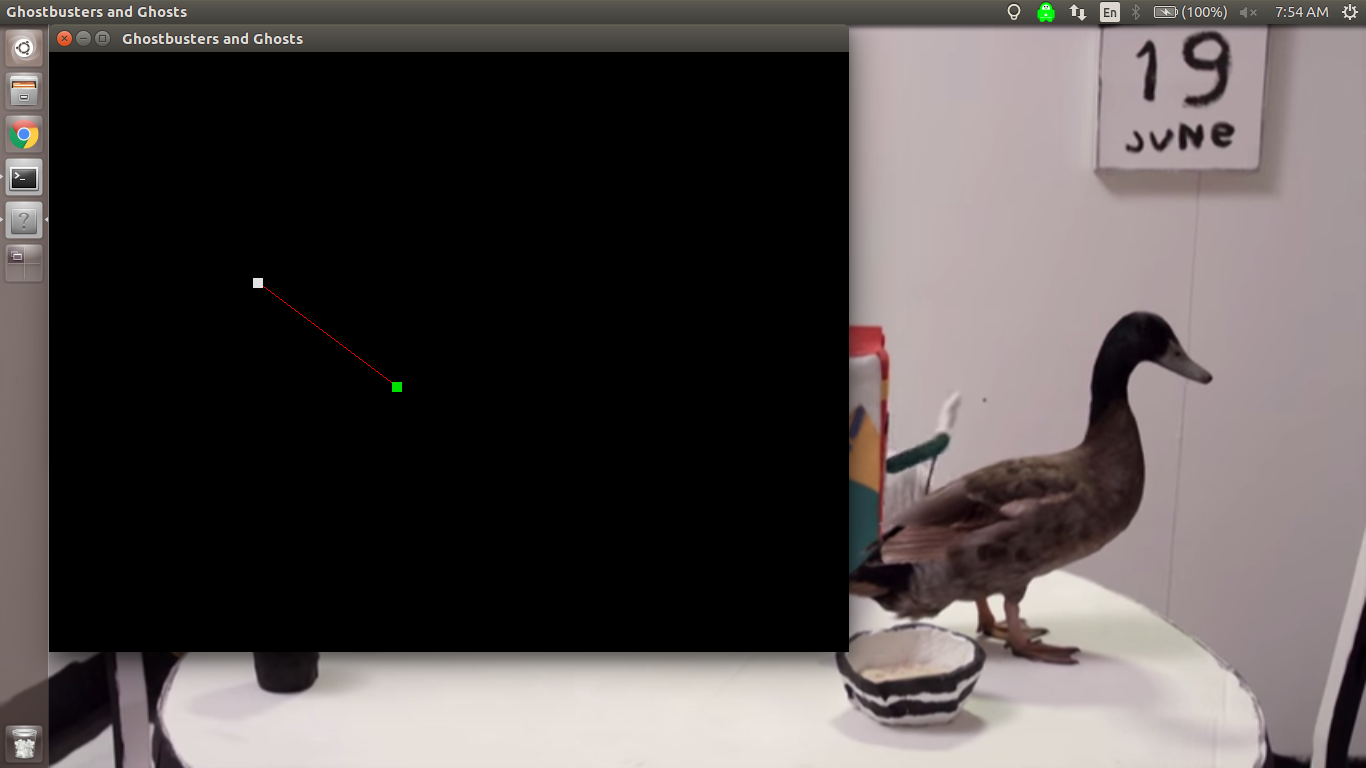 Ghostbusters and Ghosts
En
(100%)
7:54 AM
Ghostbusters and Ghosts
19
JUNE
>_
?